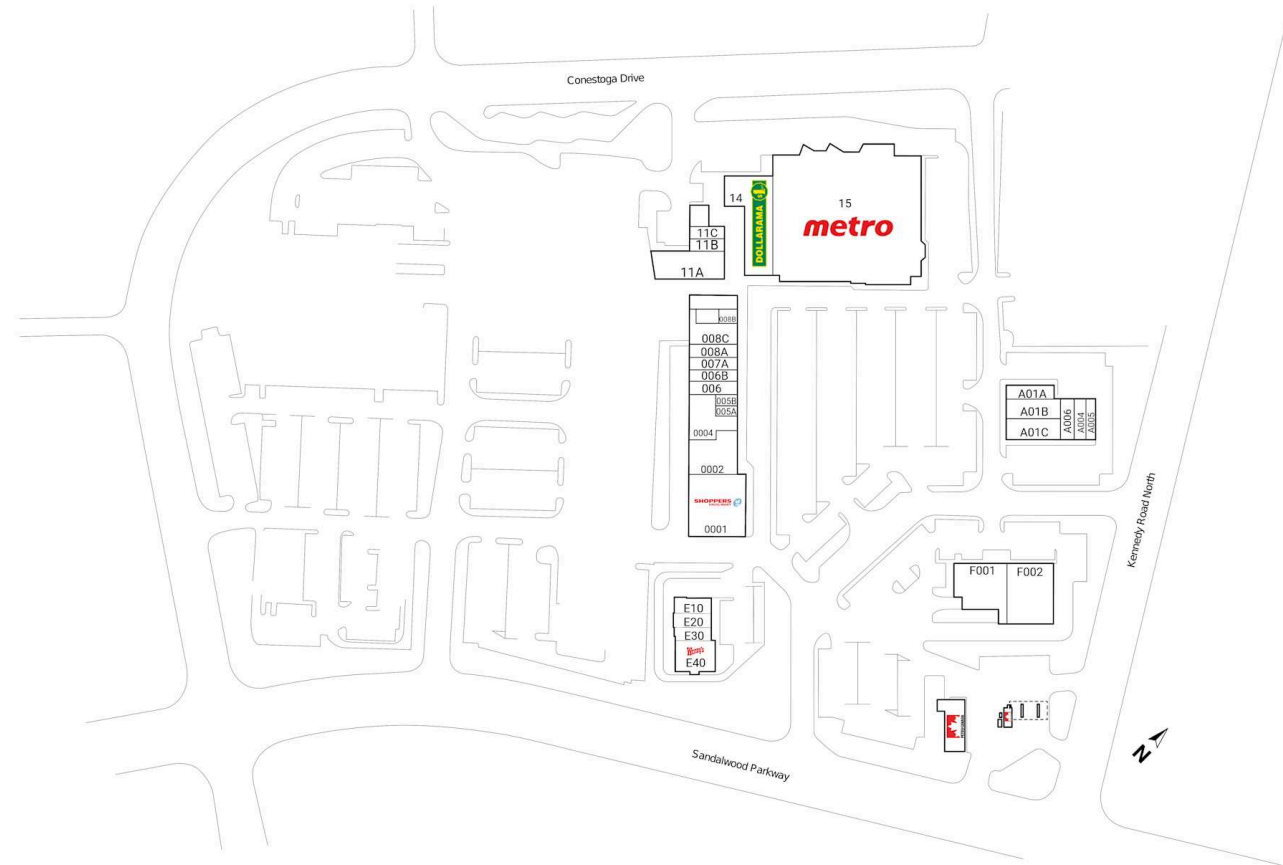 Conestoga Drive
14
DOLLARAMA
15
metro
11C
11B
11A
008B
008C
008A
007A
006B
006
005B
005A
0004
0002
SHOPPERS
0001
A01A
A01B
A01C
A006
A004
A005
Kennedy Road North
F001
F002
E10
E20
E30
Wendy's
E40
Sandalwood Parkway
N